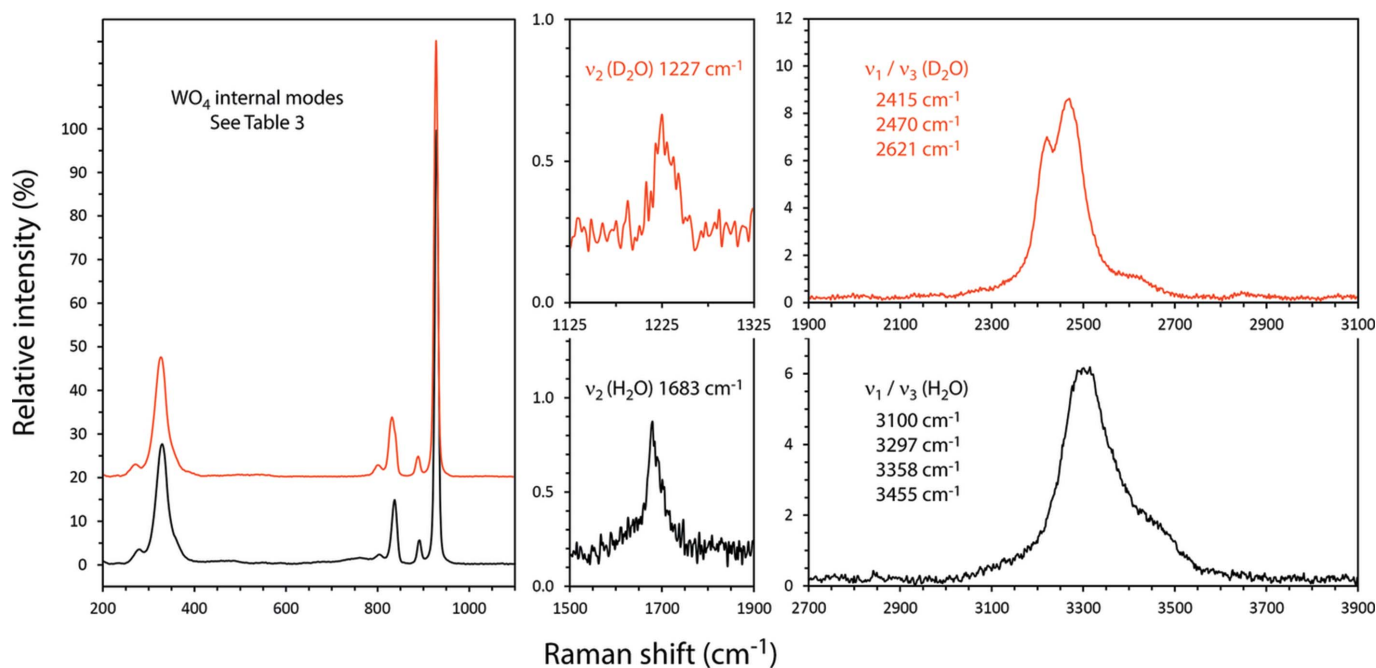 Relative intensity (%)
WO₄ internal modes
See Table 3
100
90
80
70
60
50
40
30
20
10
0
200 400 600 800 1000
1.0
0.5
0.0
ν₂ (D₂O) 1227 cm⁻¹
1125 1225 1325
12
10
8
6
4
2
0
ν₁ / ν₃ (D₂O)
2415 cm⁻¹
2470 cm⁻¹
2621 cm⁻¹
1900 2100 2300 2500 2700 2900 3100
1.0
0.5
0.0
ν₂ (H₂O) 1683 cm⁻¹
1500 1700 1900
6
4
2
0
ν₁ / ν₃ (H₂O)
3100 cm⁻¹
3297 cm⁻¹
3358 cm⁻¹
3455 cm⁻¹
2700 2900 3100 3300 3500 3700 3900
Raman shift (cm⁻¹)